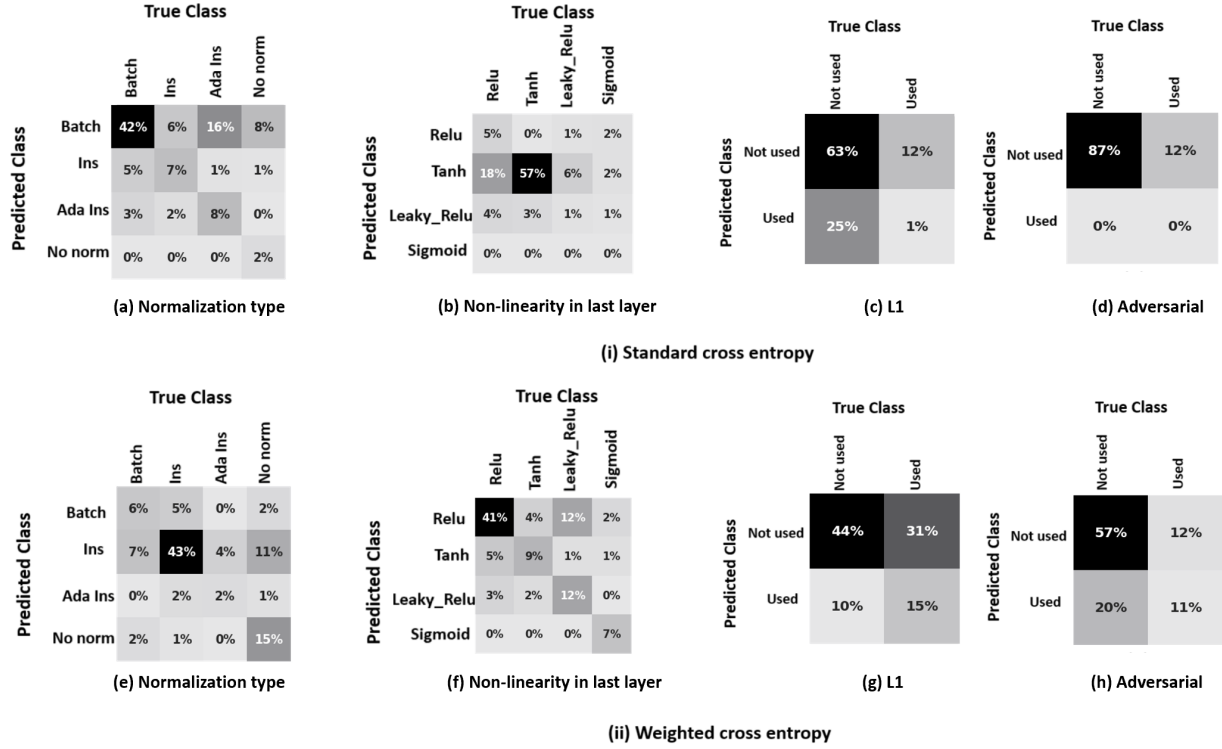 True Class
Batch Ins Ada Ins No norm
Predicted Class
Batch 42% 6% 16% 8%
Ins 5% 7% 1% 1%
Ada Ins 3% 2% 8% 0%
No norm 0% 0% 0% 2%
(a) Normalization type
True Class
Relu Tanh Leaky_Relu Sigmoid
Predicted Class
Relu 5% 0% 1% 2%
Tanh 18% 57% 6% 2%
Leaky_Relu 4% 3% 1% 1%
Sigmoid 0% 0% 0% 0%
(b) Non-linearity in last layer
True Class
Not used Used
Predicted Class
Not used 63% 12%
Used 25% 1%
(c) L1
True Class
Not used Used
Predicted Class
Not used 87% 12%
Used 0% 0%
(d) Adversarial
(i) Standard cross entropy
True Class
Batch Ins Ada Ins No norm
Predicted Class
Batch 6% 5% 0% 2%
Ins 7% 43% 4% 11%
Ada Ins 0% 2% 2% 1%
No norm 2% 1% 0% 15%
(e) Normalization type
True Class
Relu Tanh Leaky_Relu Sigmoid
Predicted Class
Relu 41% 4% 12% 2%
Tanh 5% 9% 1% 1%
Leaky_Relu 3% 2% 12% 0%
Sigmoid 0% 0% 0% 7%
(f) Non-linearity in last layer
True Class
Not used Used
Predicted Class
Not used 44% 31%
Used 10% 15%
(g) L1
True Class
Not used Used
Predicted Class
Not used 57% 12%
Used 20% 11%
(h) Adversarial
(ii) Weighted cross entropy